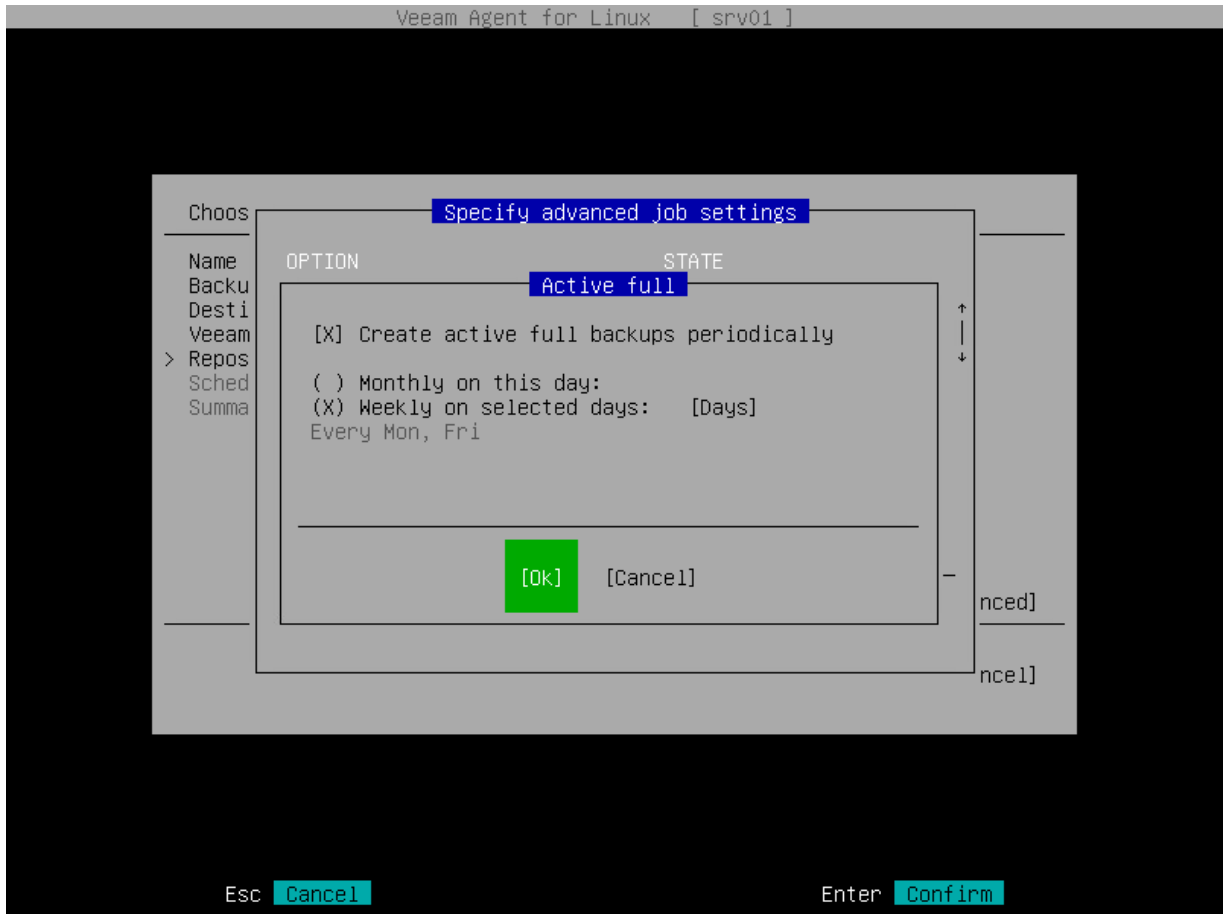 Veeam Agent for Linux [ srv01 ]
Choos
Specify advanced job settings
Name
OPTION STATE
Backu
Active full
Desti
Veeam
[X] Create active full backups periodically
> Repos
Sched
( ) Monthly on this day:
Summa
(X) Weekly on selected days: [Days]
Every Mon, Fri
[Ok] [Cancel]
nced]
ncel]
Esc Cancel Enter Confirm